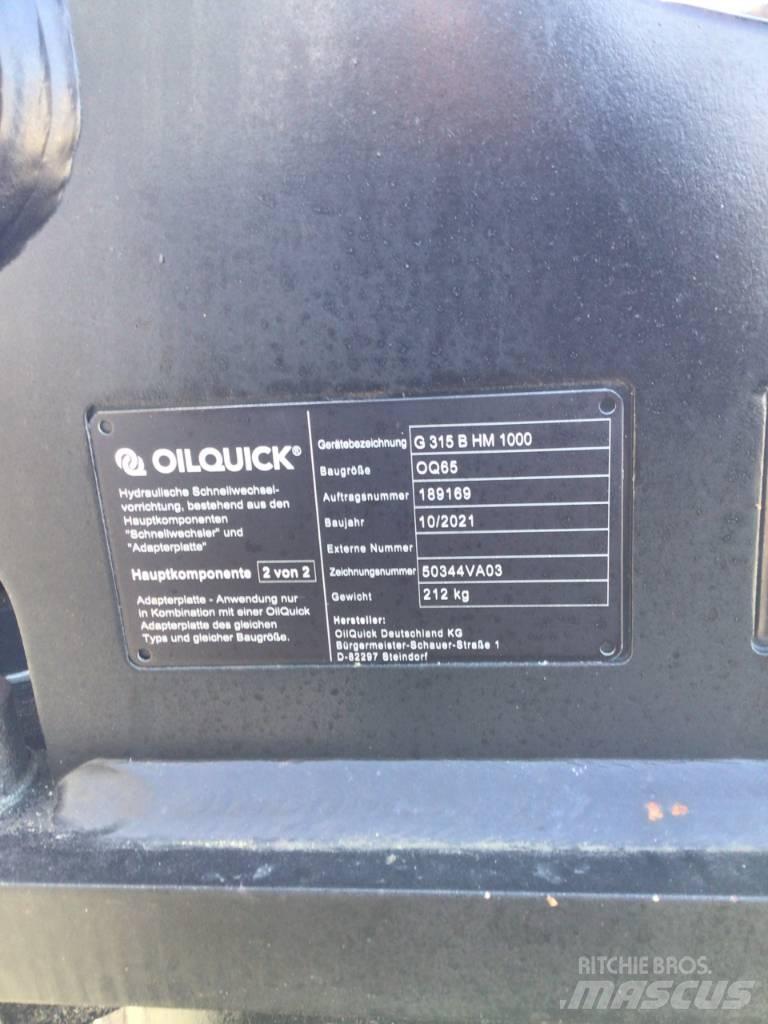 OILQUICK®
Hydraulische Schnellwechsel-
vorrichtung, bestehend aus den
Hauptkomponenten
"Schnellwechsler" und
"Adapterplatte"
Hauptkomponente 2 von 2
Adapterplatte - Anwendung nur
in Kombination mit einer OilQuick
Adapterplatte des gleichen
Typs und gleicher Baugröße.
Gerätebezeichnung G 315 B HM 1000
Baugröße OQ65
Auftragsnummer 189169
Baujahr 10/2021
Externe Nummer
Zeichnungsnummer 50344VA03
Gewicht 212 kg
Hersteller:
OilQuick Deutschland KG
Bürgermeister-Schauer-Straße 1
D-82297 Steindorf
RITCHIE BROS.
MASCUS